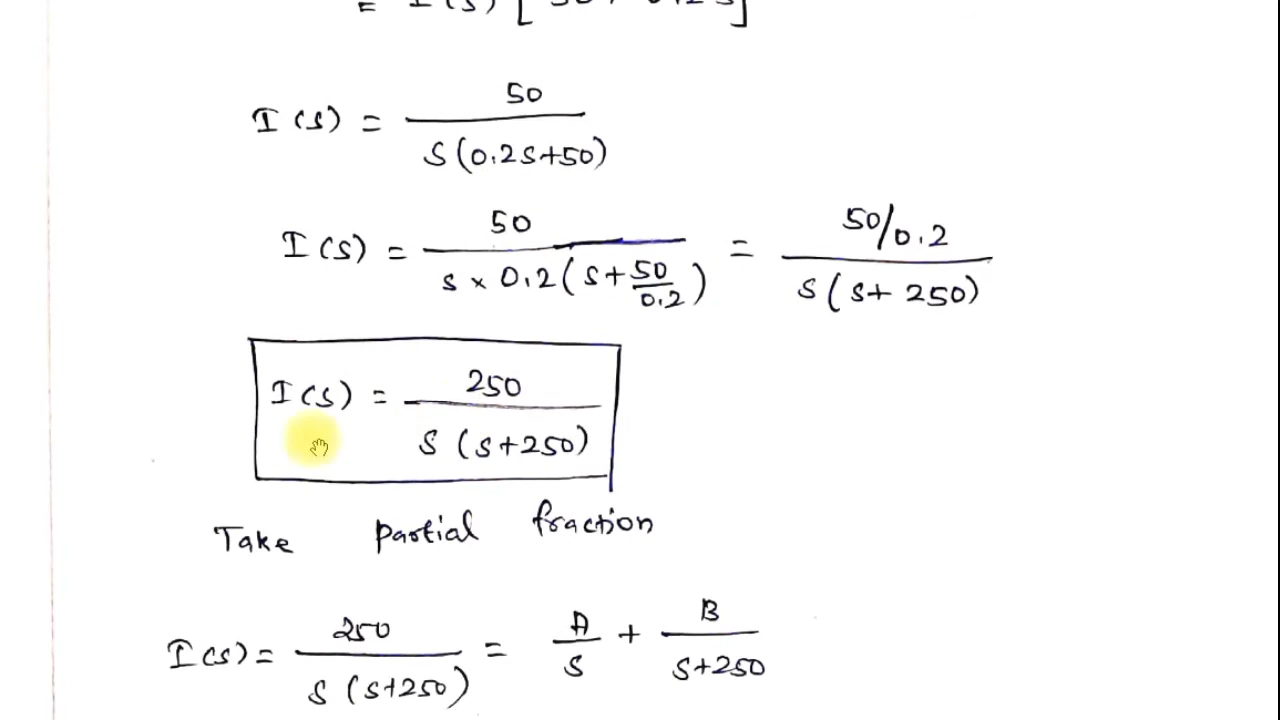 I(s) = 50 / S(0.2S+50)
I(s) = 50 / s × 0.2(s+50/0.2) = 50/0.2 / s(s+250)
I(s) = 250 / s(s+250)
Take partial fraction
I(s) = 250 / s(s+250) = A/s + B/s+250